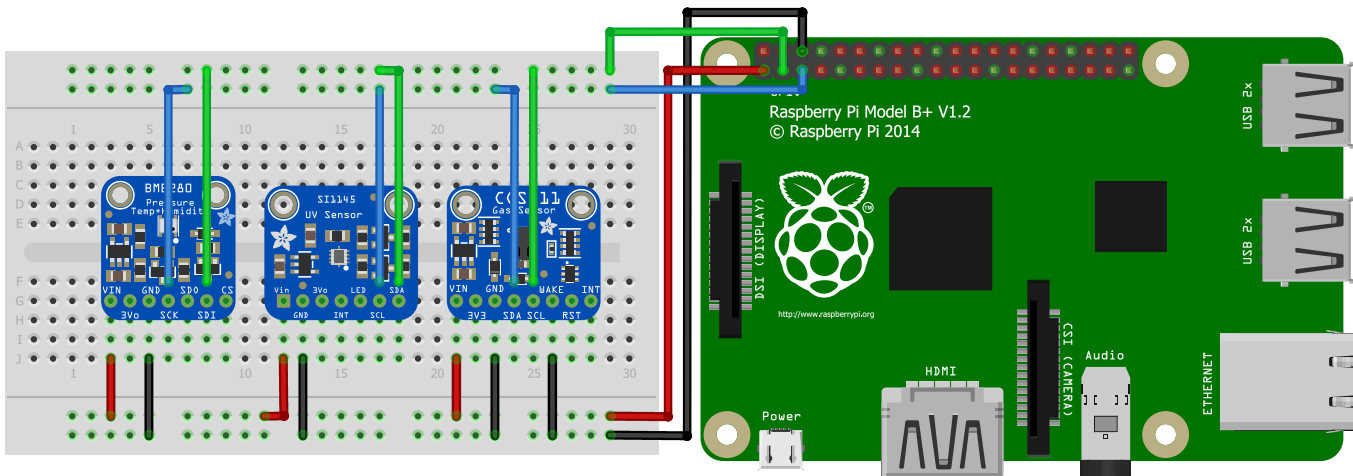 1 5 10 15 20 25 30
A
B
C
D
E
F
G
H
I
J
BME280
Pressure
VIN GND SDO CS
3Vo SCK SDI
SI1145
UV Sensor
Vin 3Vo LED SDA
GND INT SCL
Gas Sensor
VIN GND WAKE INT
3V3 SDA SCL RST
1 5 10 15 20 25 30
Raspberry Pi Model B+ V1.2
© Raspberry Pi 2014
TM
DSI (DISPLAY)
http://www.raspberrypi.org
CSI (CAMERA)
Power
HDMI
Audio
ETHERNET
USB 2x
USB 2x